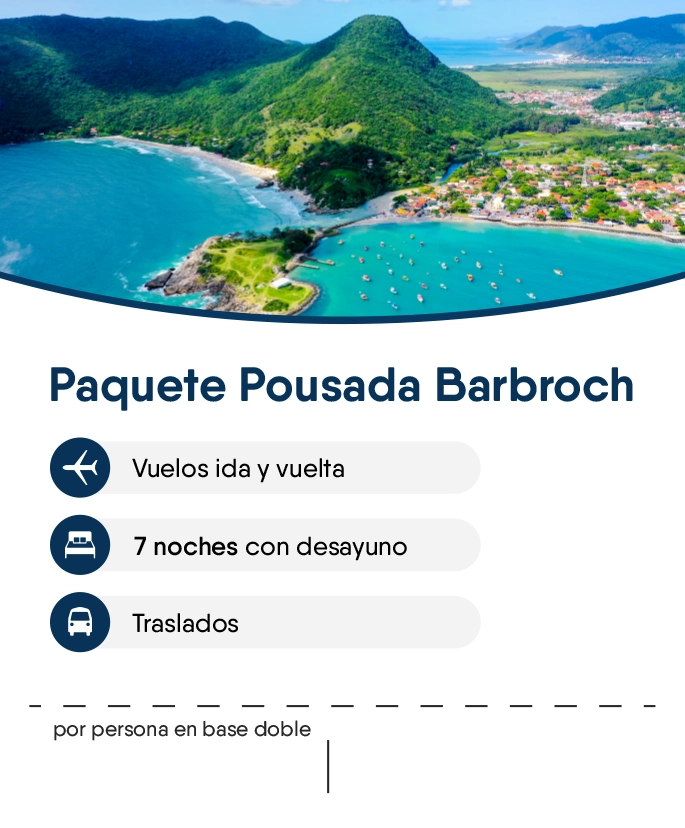 Paquete Pousada Barbroch
Vuelos ida y vuelta
7 noches con desayuno
Traslados
por persona en base doble